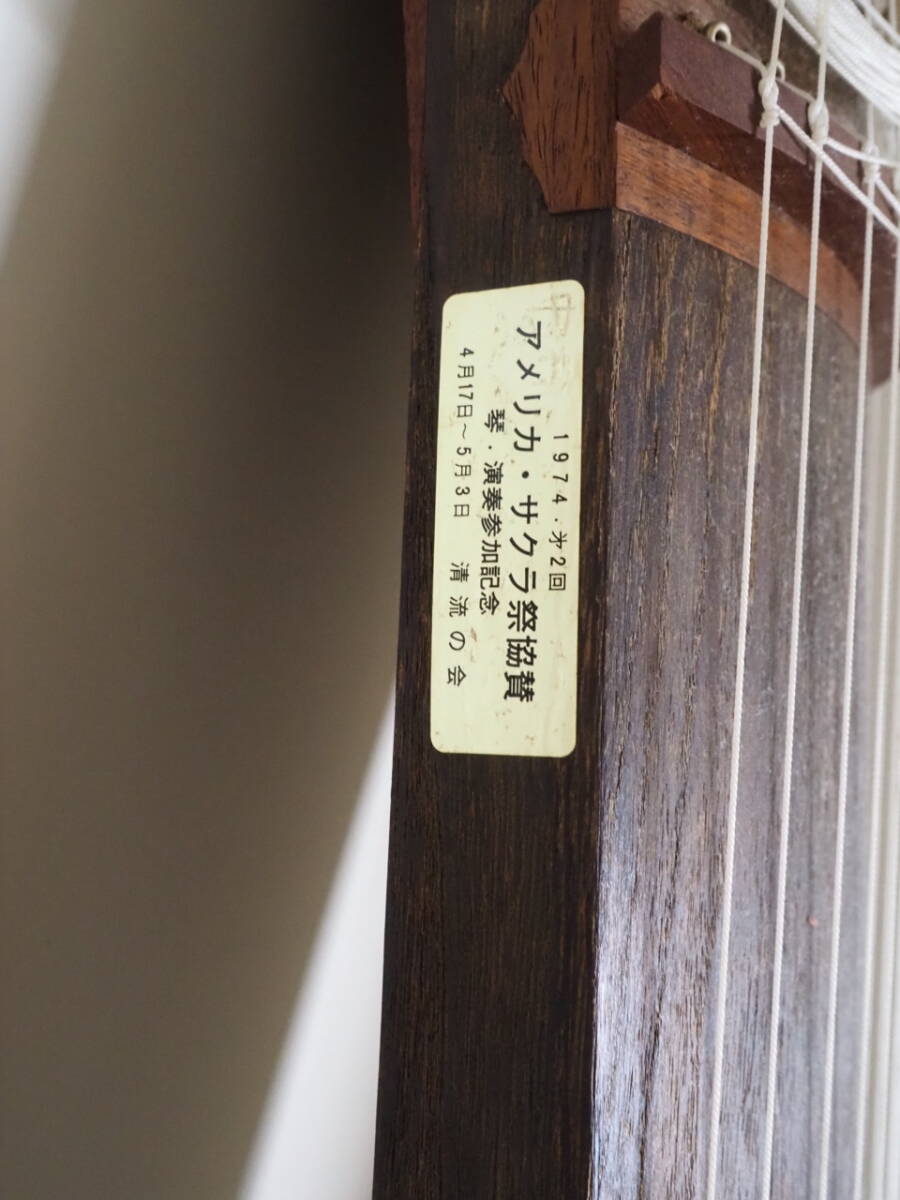 1974・㐧2回
アメリカ・サクラ祭協賛
琴・演奏参加記念
4月17日～5月3日 清流の会